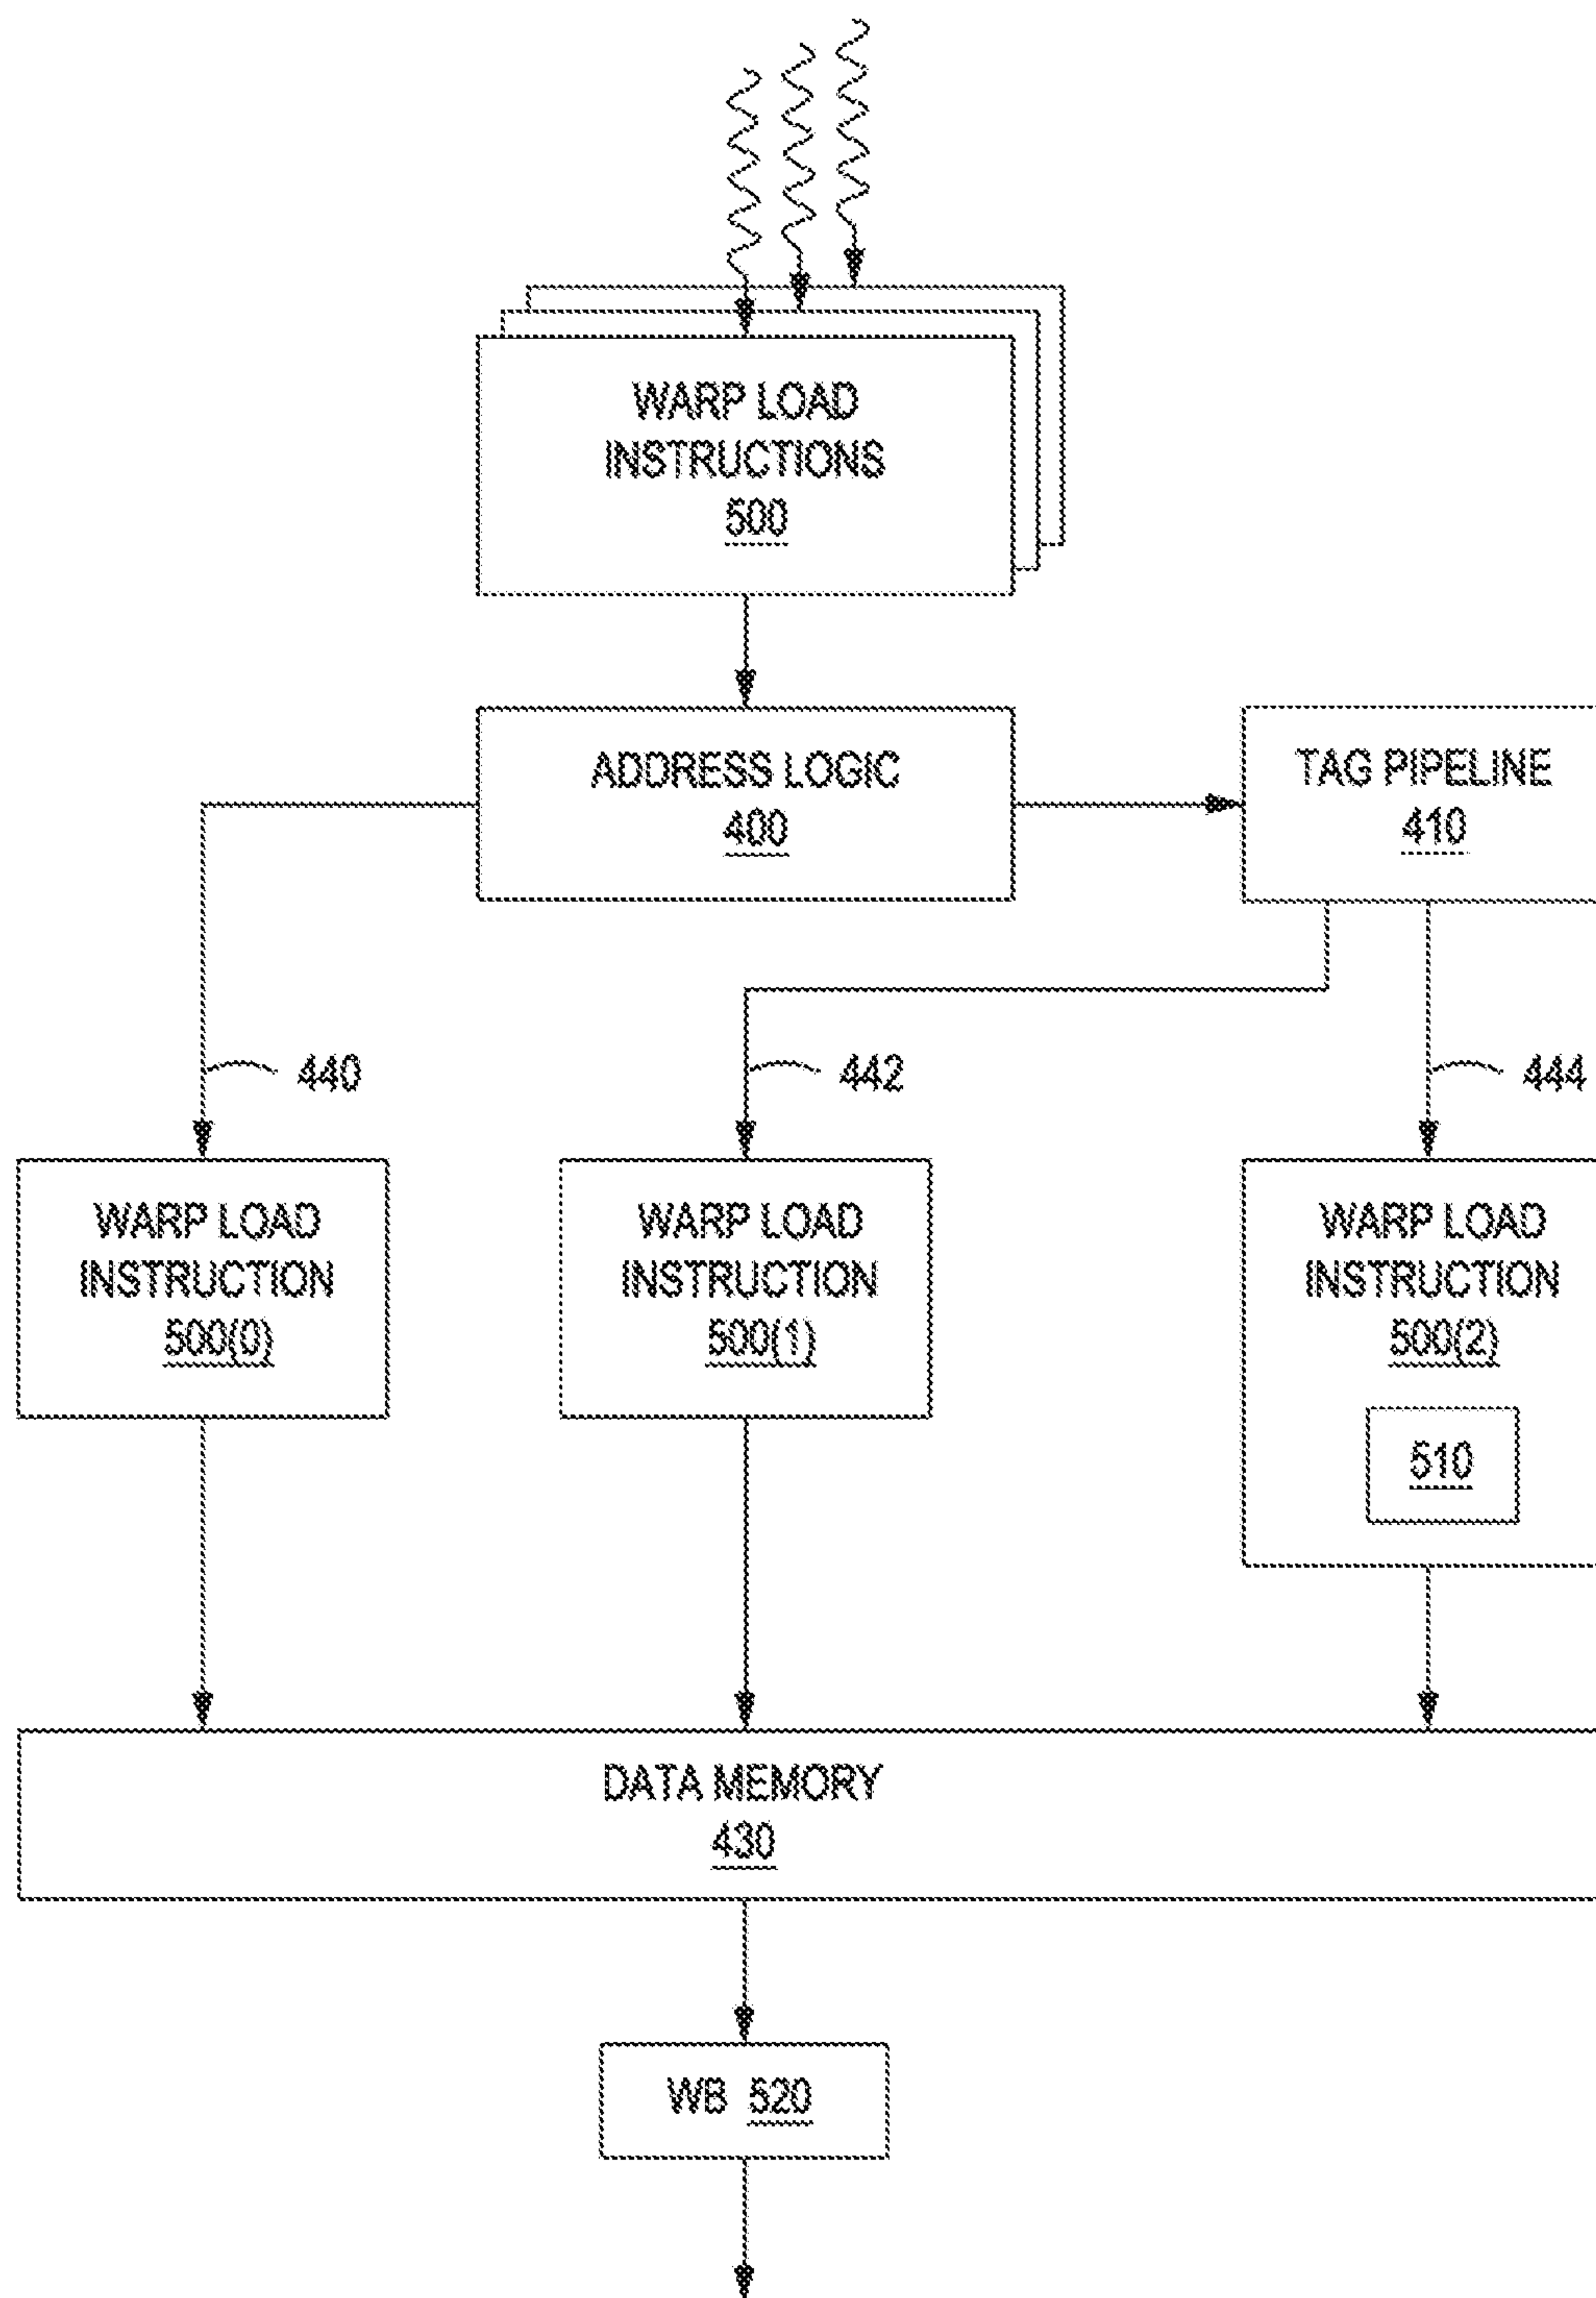 WARP LOAD
INSTRUCTIONS
500
ADDRESS LOGIC
400
TAG PIPELINE
410
440
442
444
WARP LOAD
INSTRUCTION
500(0)
WARP LOAD
INSTRUCTION
500(1)
WARP LOAD
INSTRUCTION
500(2)
510
DATA MEMORY
430
WB 520